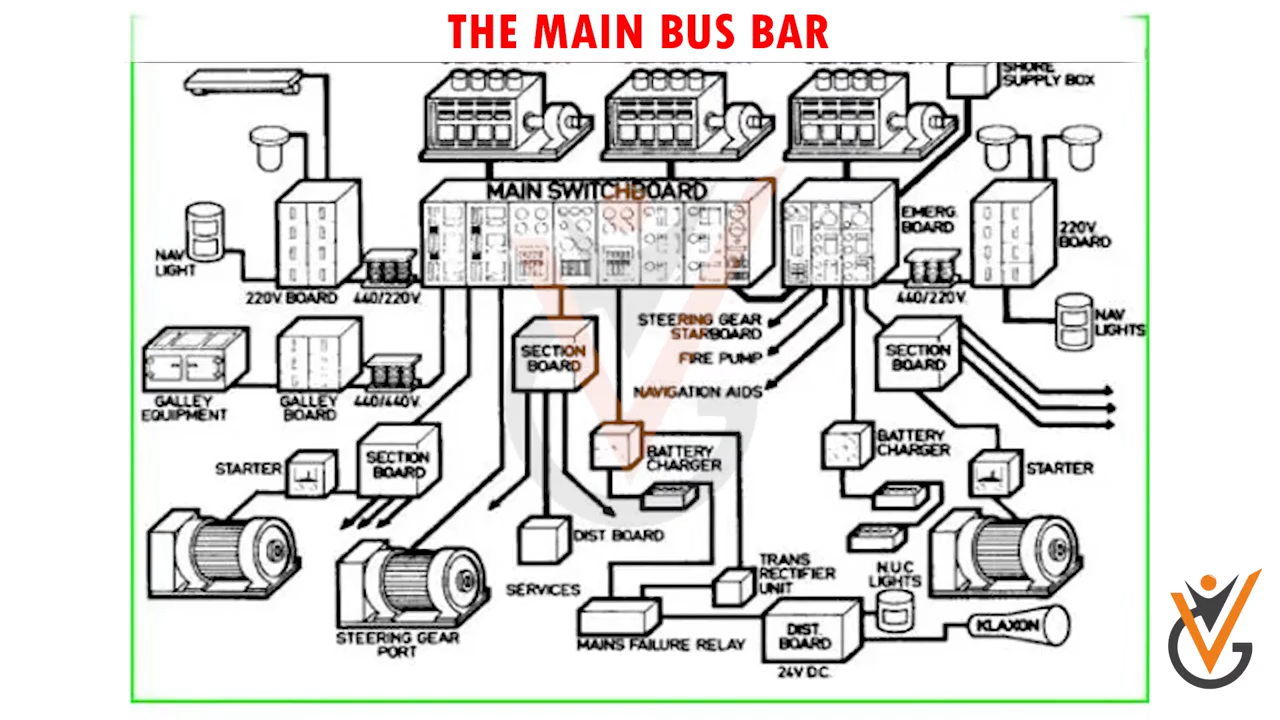 THE MAIN BUS BAR
SHORE
SUPPLY BOX
MAIN SWITCHBOARD
EMERG.
BOARD
220V
BOARD
NAV
LIGHT
220V. BOARD
440/220V.
440/220V.
NAV
LIGHTS
STEERING GEAR
STARBOARD
FIRE PUMP
NAVIGATION AIDS
SECTION
BOARD
SECTION
BOARD
GALLEY
EQUIPMENT
GALLEY
BOARD
440/440V.
STARTER
SECTION
BOARD
BATTERY
CHARGER
BATTERY
CHARGER
STARTER
DIST BOARD
SERVICES
TRANS
RECTIFIER
UNIT
N.U.C
LIGHTS
STEERING GEAR
PORT
MAINS FAILURE RELAY
DIST.
BOARD
24V DC.
KLAXON